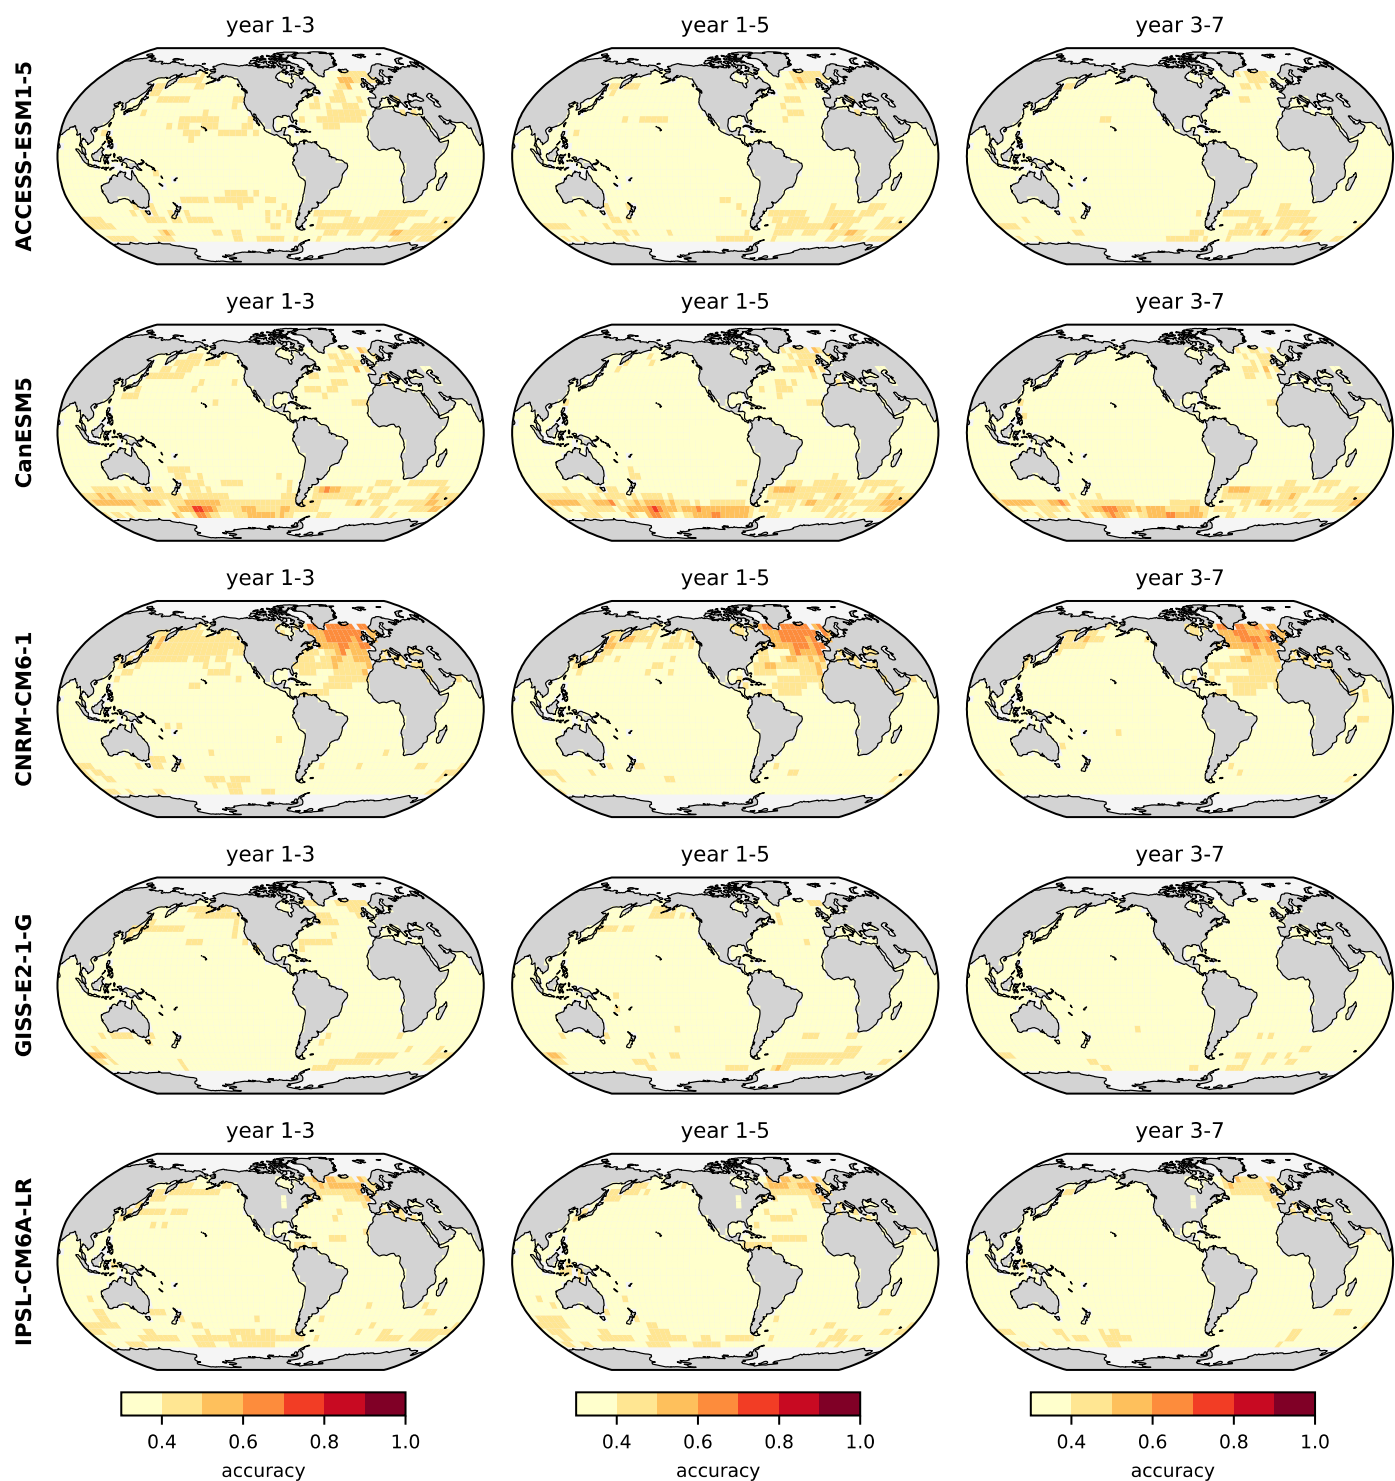 year 1-3 year 1-5 year 3-7
ACCESS-ESM1-5
year 1-3 year 1-5 year 3-7
CanESM5
year 1-3 year 1-5 year 3-7
CNRM-CM6-1
year 1-3 year 1-5 year 3-7
GISS-E2-1-G
year 1-3 year 1-5 year 3-7
IPSL-CM6A-LR
0.4 0.6 0.8 1.0 0.4 0.6 0.8 1.0 0.4 0.6 0.8 1.0
accuracy accuracy accuracy